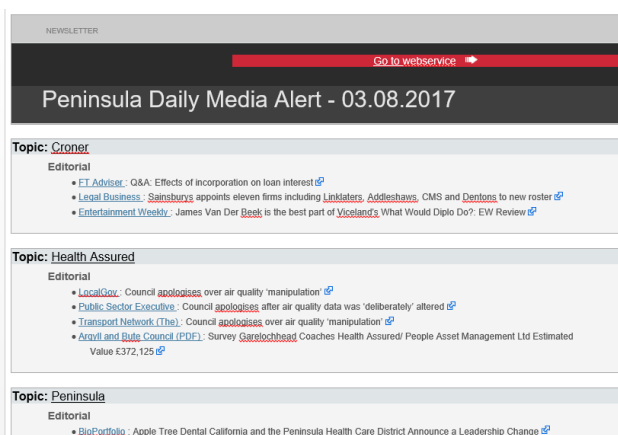 NEWSLETTER
Go to webservice
Peninsula Daily Media Alert - 03.08.2017
Topic: Croner
Editorial
• FT Adviser : Q&A: Effects of incorporation on loan interest
• Legal Business : Sainsburys appoints eleven firms including Linklaters, Addleshaws, CMS and Dentons to new roster
• Entertainment Weekly : James Van Der Beek is the best part of Viceland's What Would Diplo Do?: EW Review
Topic: Health Assured
Editorial
• LocalGov : Council apologises over air quality 'manipulation'
• Public Sector Executive : Council apologises after air quality data was 'deliberately' altered
• Transport Network (The) : Council apologises over air quality 'manipulation'
• Argyll and Bute Council (PDF) : Survey Garelochhead Coaches Health Assured/ People Asset Management Ltd Estimated
Value £372,125
Topic: Peninsula
Editorial
• BioPortfolio : Apple Tree Dental California and the Peninsula Health Care District Announce a Leadership Change